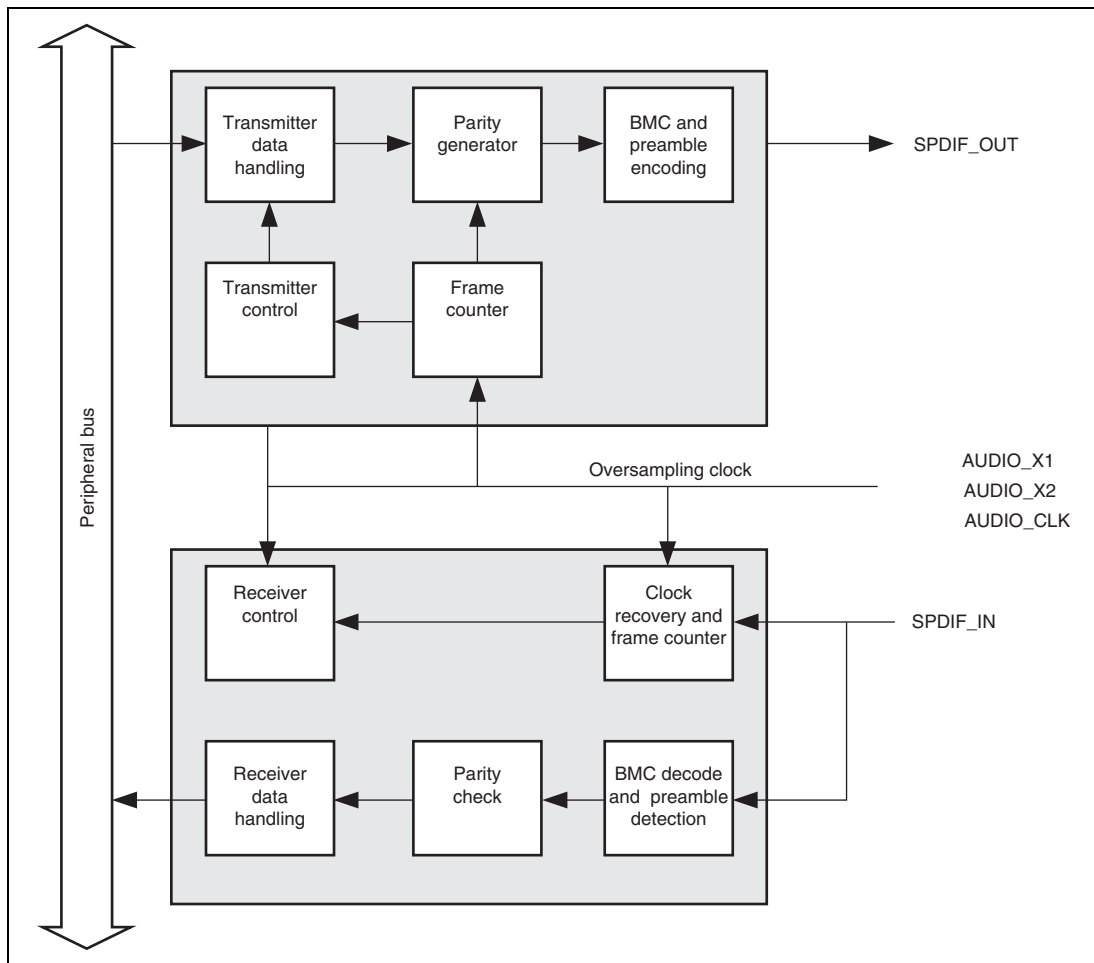 Transmitter
data
handling
Parity
generator
BMC and
preamble
encoding
SPDIF_OUT
Transmitter
control
Frame
counter
Peripheral bus
Oversampling clock
AUDIO_X1
AUDIO_X2
AUDIO_CLK
Receiver
control
Clock
recovery and
frame counter
SPDIF_IN
Receiver
data
handling
Parity
check
BMC decode
and preamble
detection